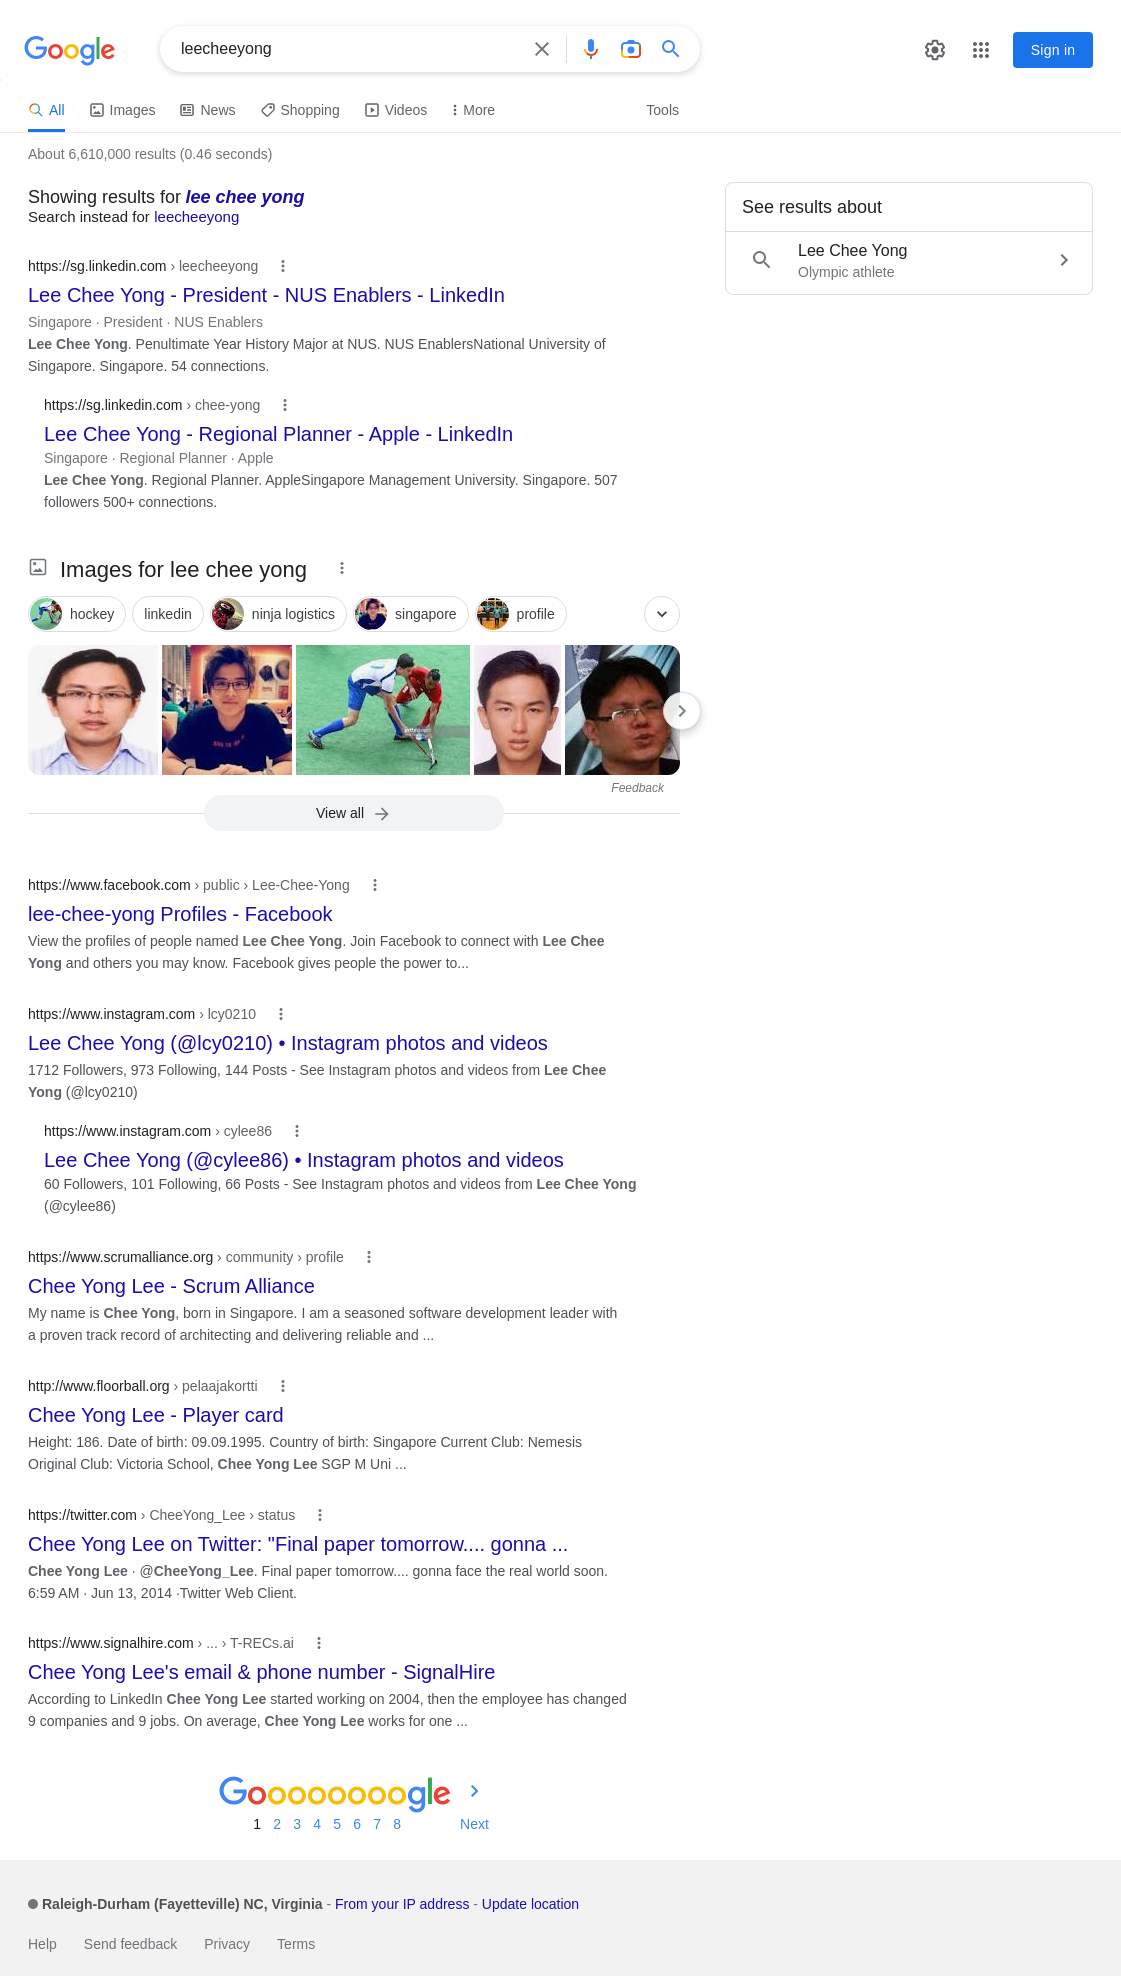 Google
leecheeyong
Sign in
All Images News Shopping Videos More Tools
About 6,610,000 results (0.46 seconds)
Showing results for lee chee yong
Search instead for leecheeyong
See results about
Lee Chee Yong
Olympic athlete
https://sg.linkedin.com › leecheeyong
Lee Chee Yong - President - NUS Enablers - LinkedIn
Singapore · President · NUS Enablers
Lee Chee Yong. Penultimate Year History Major at NUS. NUS EnablersNational University of
Singapore. Singapore. 54 connections.
https://sg.linkedin.com › chee-yong
Lee Chee Yong - Regional Planner - Apple - LinkedIn
Singapore · Regional Planner · Apple
Lee Chee Yong. Regional Planner. AppleSingapore Management University. Singapore. 507
followers 500+ connections.
Images for lee chee yong
hockey linkedin ninja logistics singapore profile
Feedback
View all
https://www.facebook.com › public › Lee-Chee-Yong
lee-chee-yong Profiles - Facebook
View the profiles of people named Lee Chee Yong. Join Facebook to connect with Lee Chee
Yong and others you may know. Facebook gives people the power to...
https://www.instagram.com › lcy0210
Lee Chee Yong (@lcy0210) • Instagram photos and videos
1712 Followers, 973 Following, 144 Posts - See Instagram photos and videos from Lee Chee
Yong (@lcy0210)
https://www.instagram.com › cylee86
Lee Chee Yong (@cylee86) • Instagram photos and videos
60 Followers, 101 Following, 66 Posts - See Instagram photos and videos from Lee Chee Yong
(@cylee86)
https://www.scrumalliance.org › community › profile
Chee Yong Lee - Scrum Alliance
My name is Chee Yong, born in Singapore. I am a seasoned software development leader with
a proven track record of architecting and delivering reliable and ...
http://www.floorball.org › pelaajakortti
Chee Yong Lee - Player card
Height: 186. Date of birth: 09.09.1995. Country of birth: Singapore Current Club: Nemesis
Original Club: Victoria School, Chee Yong Lee SGP M Uni ...
https://twitter.com › CheeYong_Lee › status
Chee Yong Lee on Twitter: "Final paper tomorrow.... gonna ...
Chee Yong Lee · @CheeYong_Lee. Final paper tomorrow.... gonna face the real world soon.
6:59 AM · Jun 13, 2014 ·Twitter Web Client.
https://www.signalhire.com › ... › T-RECs.ai
Chee Yong Lee's email & phone number - SignalHire
According to LinkedIn Chee Yong Lee started working on 2004, then the employee has changed
9 companies and 9 jobs. On average, Chee Yong Lee works for one ...
Goooooooooogle
1 2 3 4 5 6 7 8 Next
Raleigh-Durham (Fayetteville) NC, Virginia - From your IP address - Update location
Help Send feedback Privacy Terms